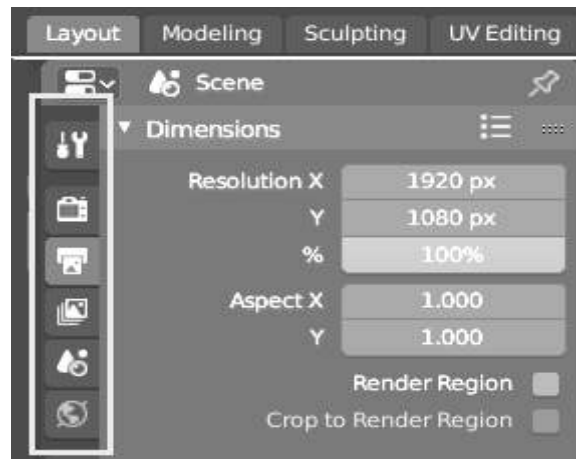 Layout Modeling Sculpting UV Editing
Scene
Dimensions
Resolution X 1920 px
Y 1080 px
% 100%
Aspect X 1.000
Y 1.000
Render Region
Crop to Render Region